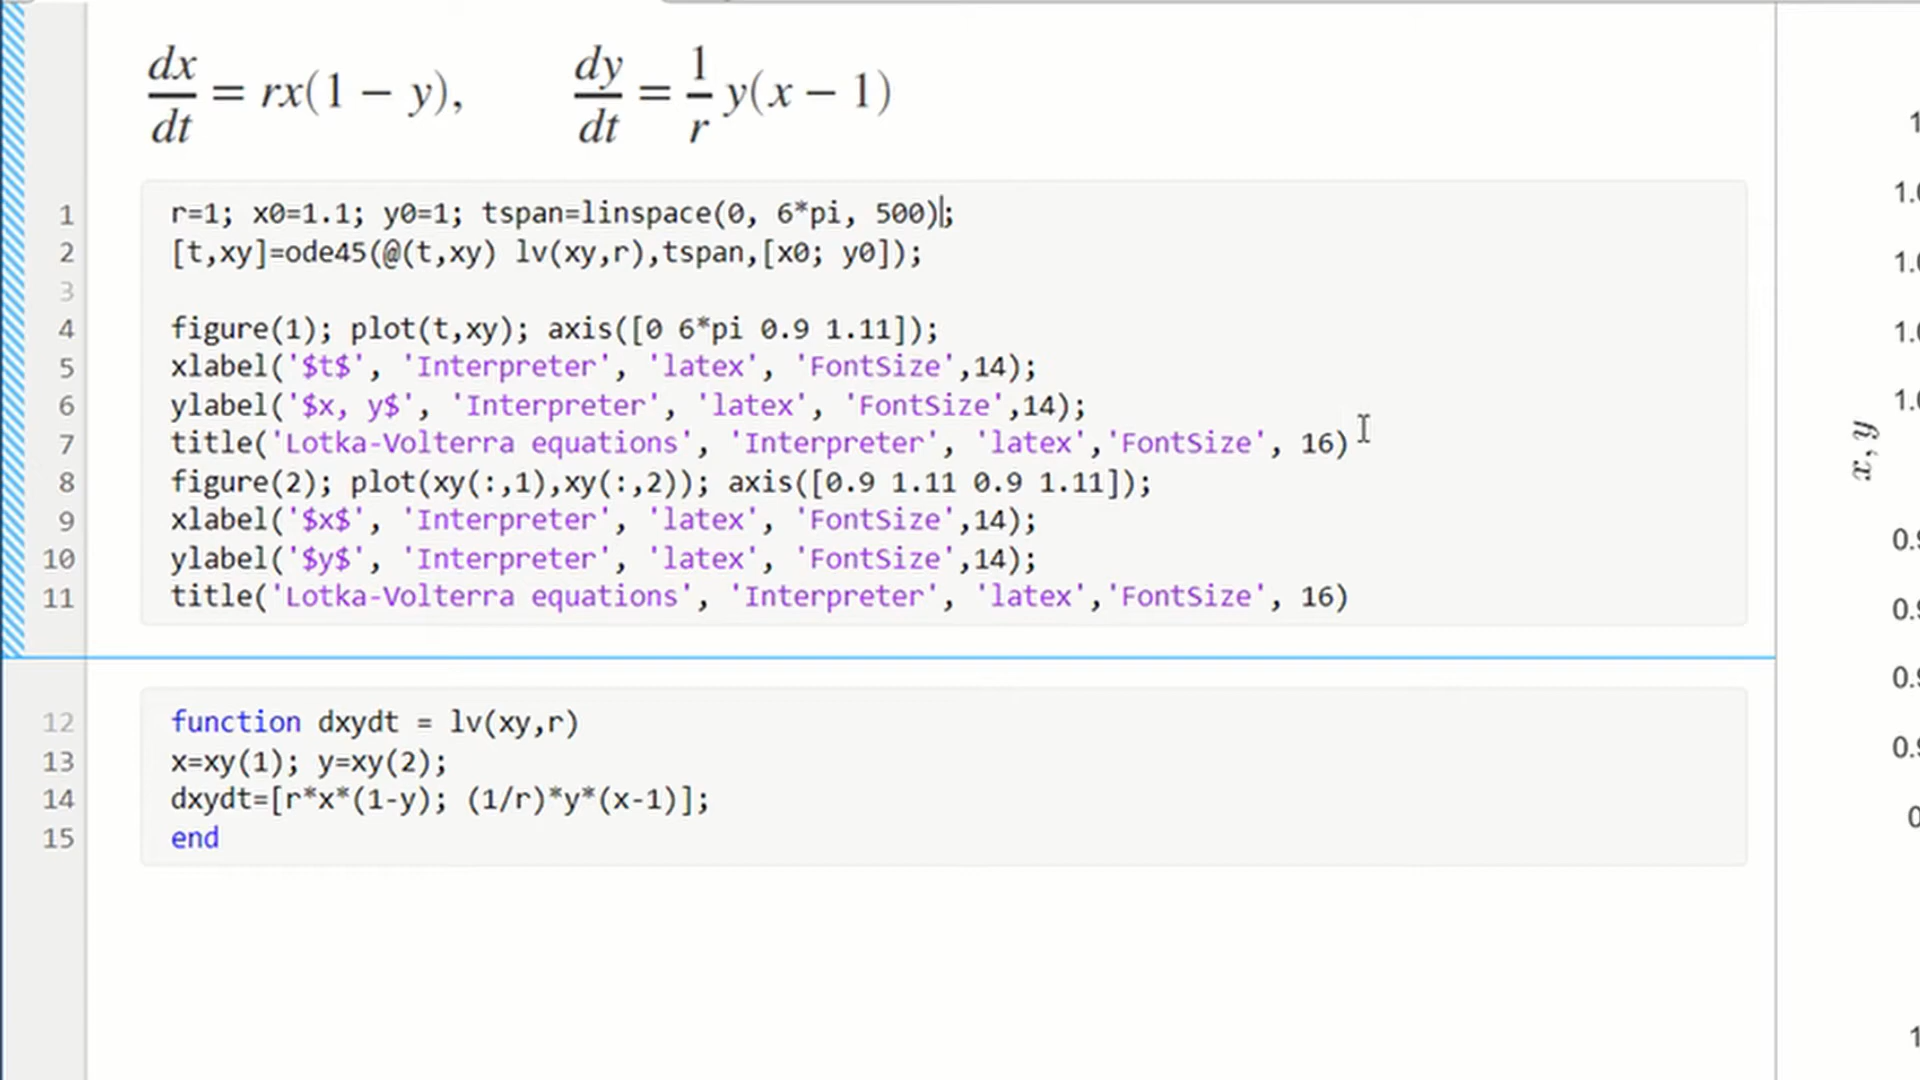 dx/dt = rx(1 − y),    dy/dt = 1/r y(x − 1)
1 r=1; x0=1.1; y0=1; tspan=linspace(0, 6*pi, 500);
2 [t,xy]=ode45(@(t,xy) lv(xy,r),tspan,[x0; y0]);
3
4 figure(1); plot(t,xy); axis([0 6*pi 0.9 1.11]);
5 xlabel('$t$', 'Interpreter', 'latex', 'FontSize',14);
6 ylabel('$x, y$', 'Interpreter', 'latex', 'FontSize',14);
7 title('Lotka-Volterra equations', 'Interpreter', 'latex','FontSize', 16)
8 figure(2); plot(xy(:,1),xy(:,2)); axis([0.9 1.11 0.9 1.11]);
9 xlabel('$x$', 'Interpreter', 'latex', 'FontSize',14);
10 ylabel('$y$', 'Interpreter', 'latex', 'FontSize',14);
11 title('Lotka-Volterra equations', 'Interpreter', 'latex','FontSize', 16)
12 function dxydt = lv(xy,r)
13 x=xy(1); y=xy(2);
14 dxydt=[r*x*(1-y); (1/r)*y*(x-1)];
15 end
x, y